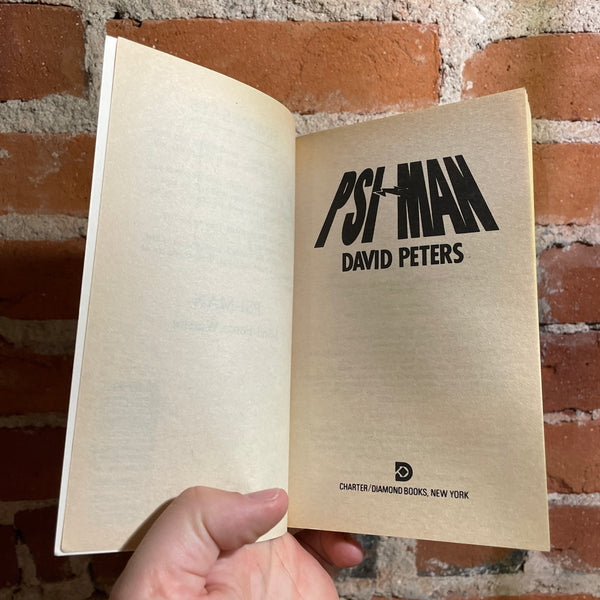 PSI-MAN
DAVID PETERS
D
CHARTER/DIAMOND BOOKS, NEW YORK